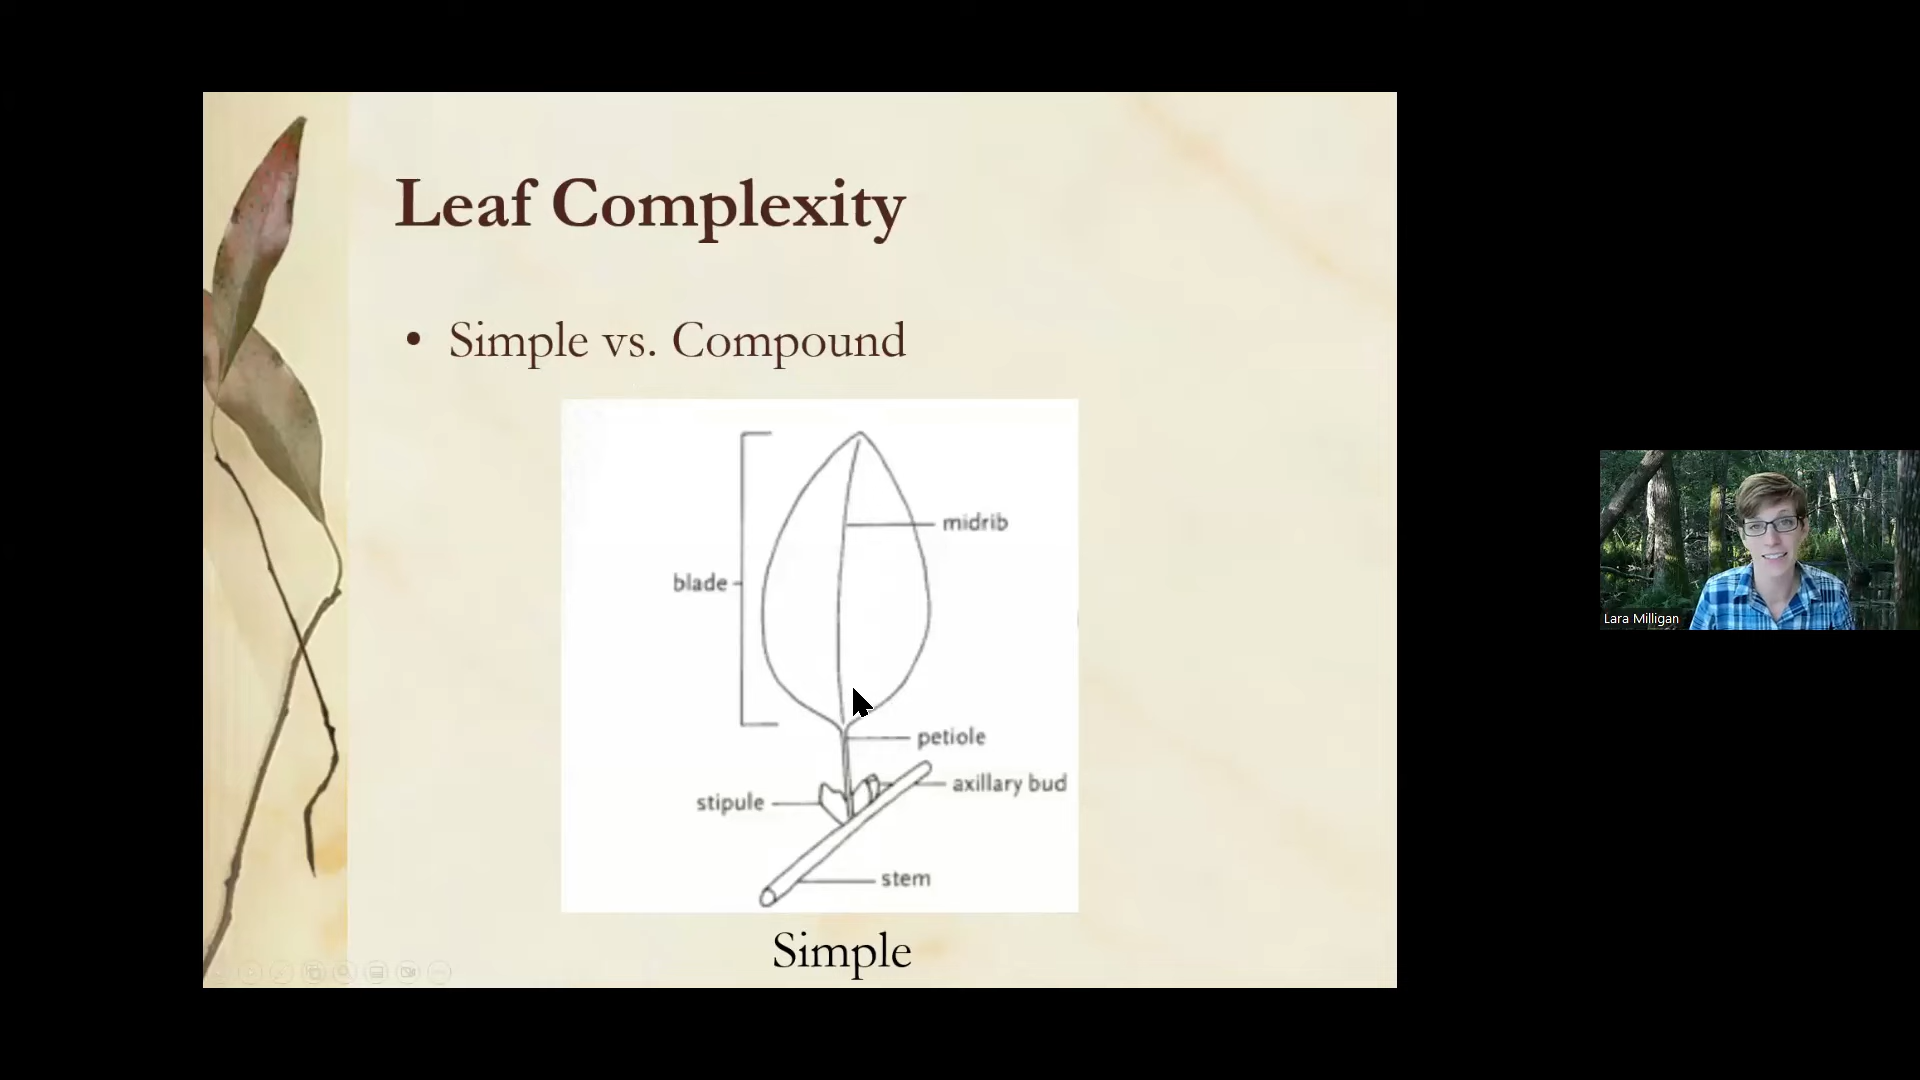 Leaf Complexity
• Simple vs. Compound
midrib
blade
petiole
axillary bud
stipule
stem
Simple
Lara Milligan